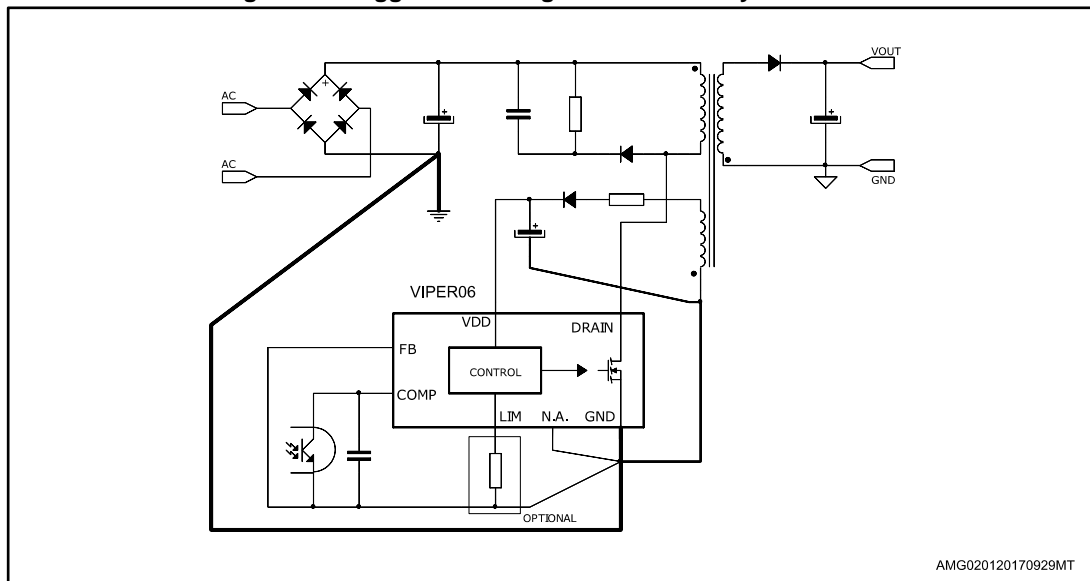 AC
AC
+
+
+
VOUT
GND
+
VIPER06
VDD
DRAIN
FB
CONTROL
COMP
LIM
N.A.
GND
OPTIONAL
AMG020120170929MT